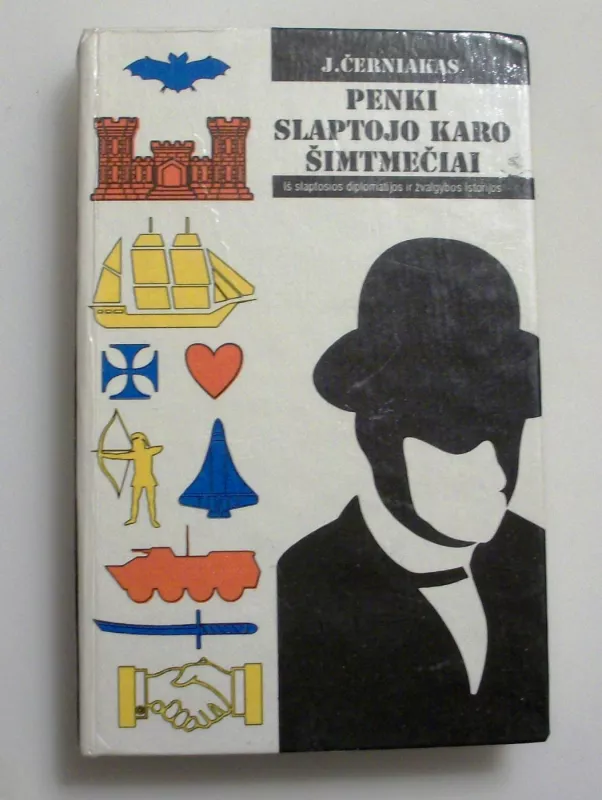 J.ČERNIAKAS
PENKI
SLAPTOJO KARO
ŠIMTMEČIAI
Iš slaptosios diplomatijos ir žvalgybos istorijos